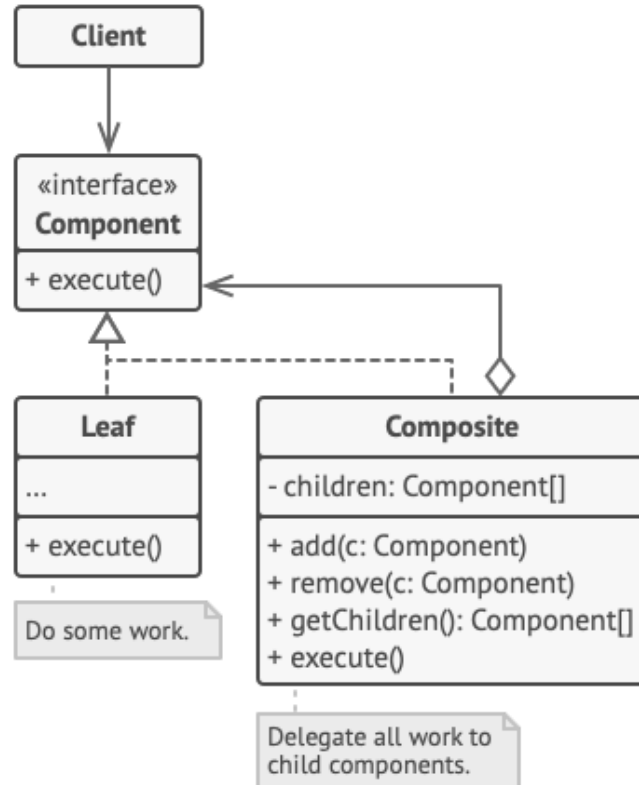 Client
«interface»
Component
+ execute()
Leaf
...
+ execute()
Do some work.
Composite
- children: Component[]
+ add(c: Component)
+ remove(c: Component)
+ getChildren(): Component[]
+ execute()
Delegate all work to
child components.